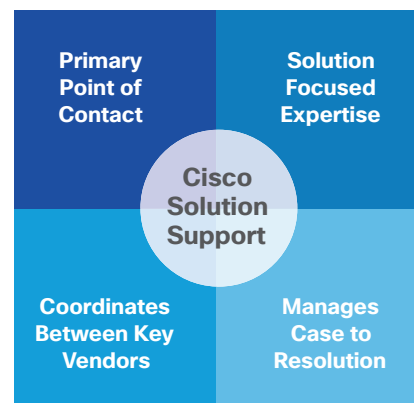 Primary
Point of
Contact
Solution
Focused
Expertise
Cisco
Solution
Support
Coordinates
Between Key
Vendors
Manages
Case to
Resolution